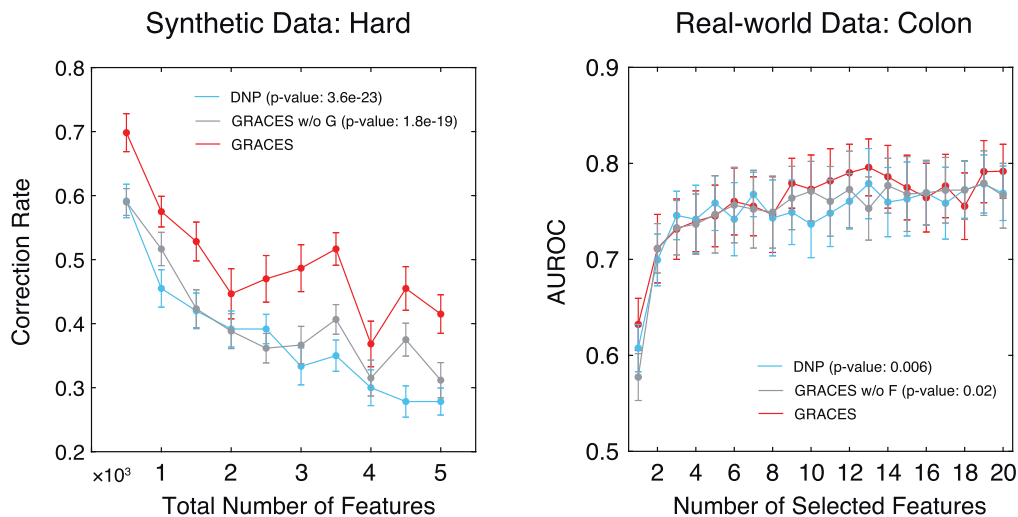 Synthetic Data: Hard
0.8
0.7
0.6
0.5
0.4
0.3
0.2
Correction Rate
DNP (p-value: 3.6e-23)
GRACES w/o G (p-value: 1.8e-19)
GRACES
×10³
1 2 3 4 5
Total Number of Features
Real-world Data: Colon
0.9
0.8
0.7
0.6
0.5
AUROC
DNP (p-value: 0.006)
GRACES w/o F (p-value: 0.02)
GRACES
2 4 6 8 10 12 14 16 18 20
Number of Selected Features